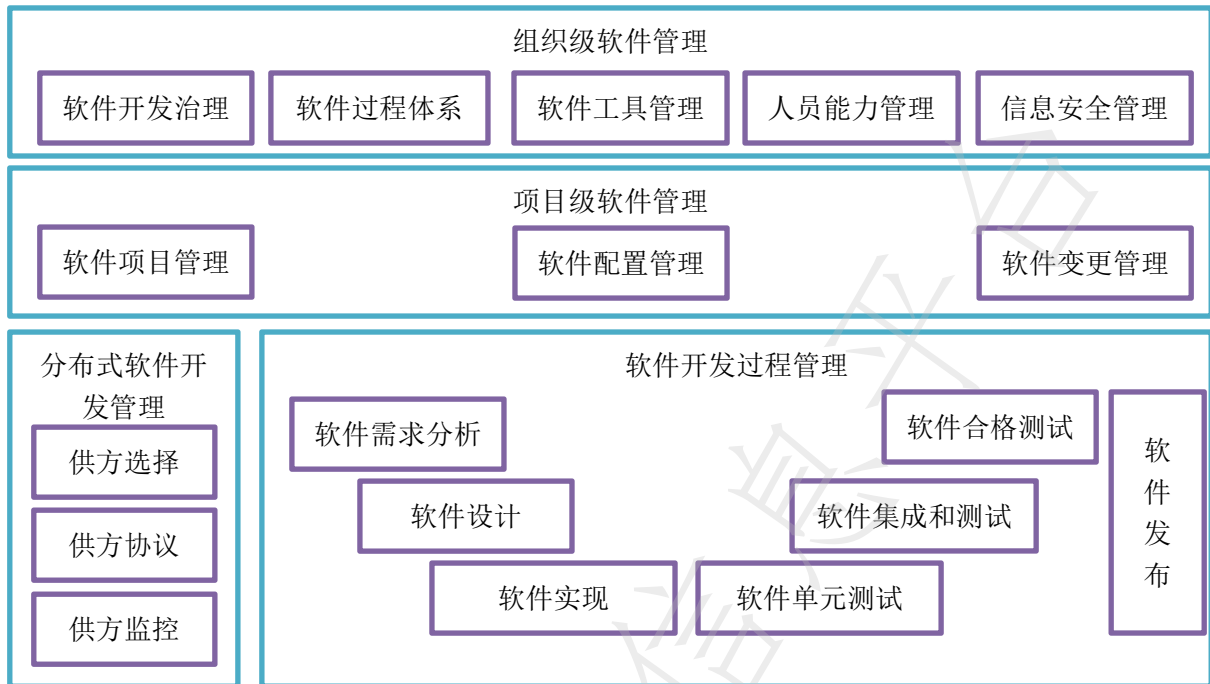 组织级软件管理
软件开发治理
软件过程体系
软件工具管理
人员能力管理
信息安全管理
项目级软件管理
软件项目管理
软件配置管理
软件变更管理
分布式软件开
发管理
供方选择
供方协议
供方监控
软件开发过程管理
软件需求分析
软件设计
软件实现
软件单元测试
软件集成和测试
软件合格测试
软
件
发
布
信息平台